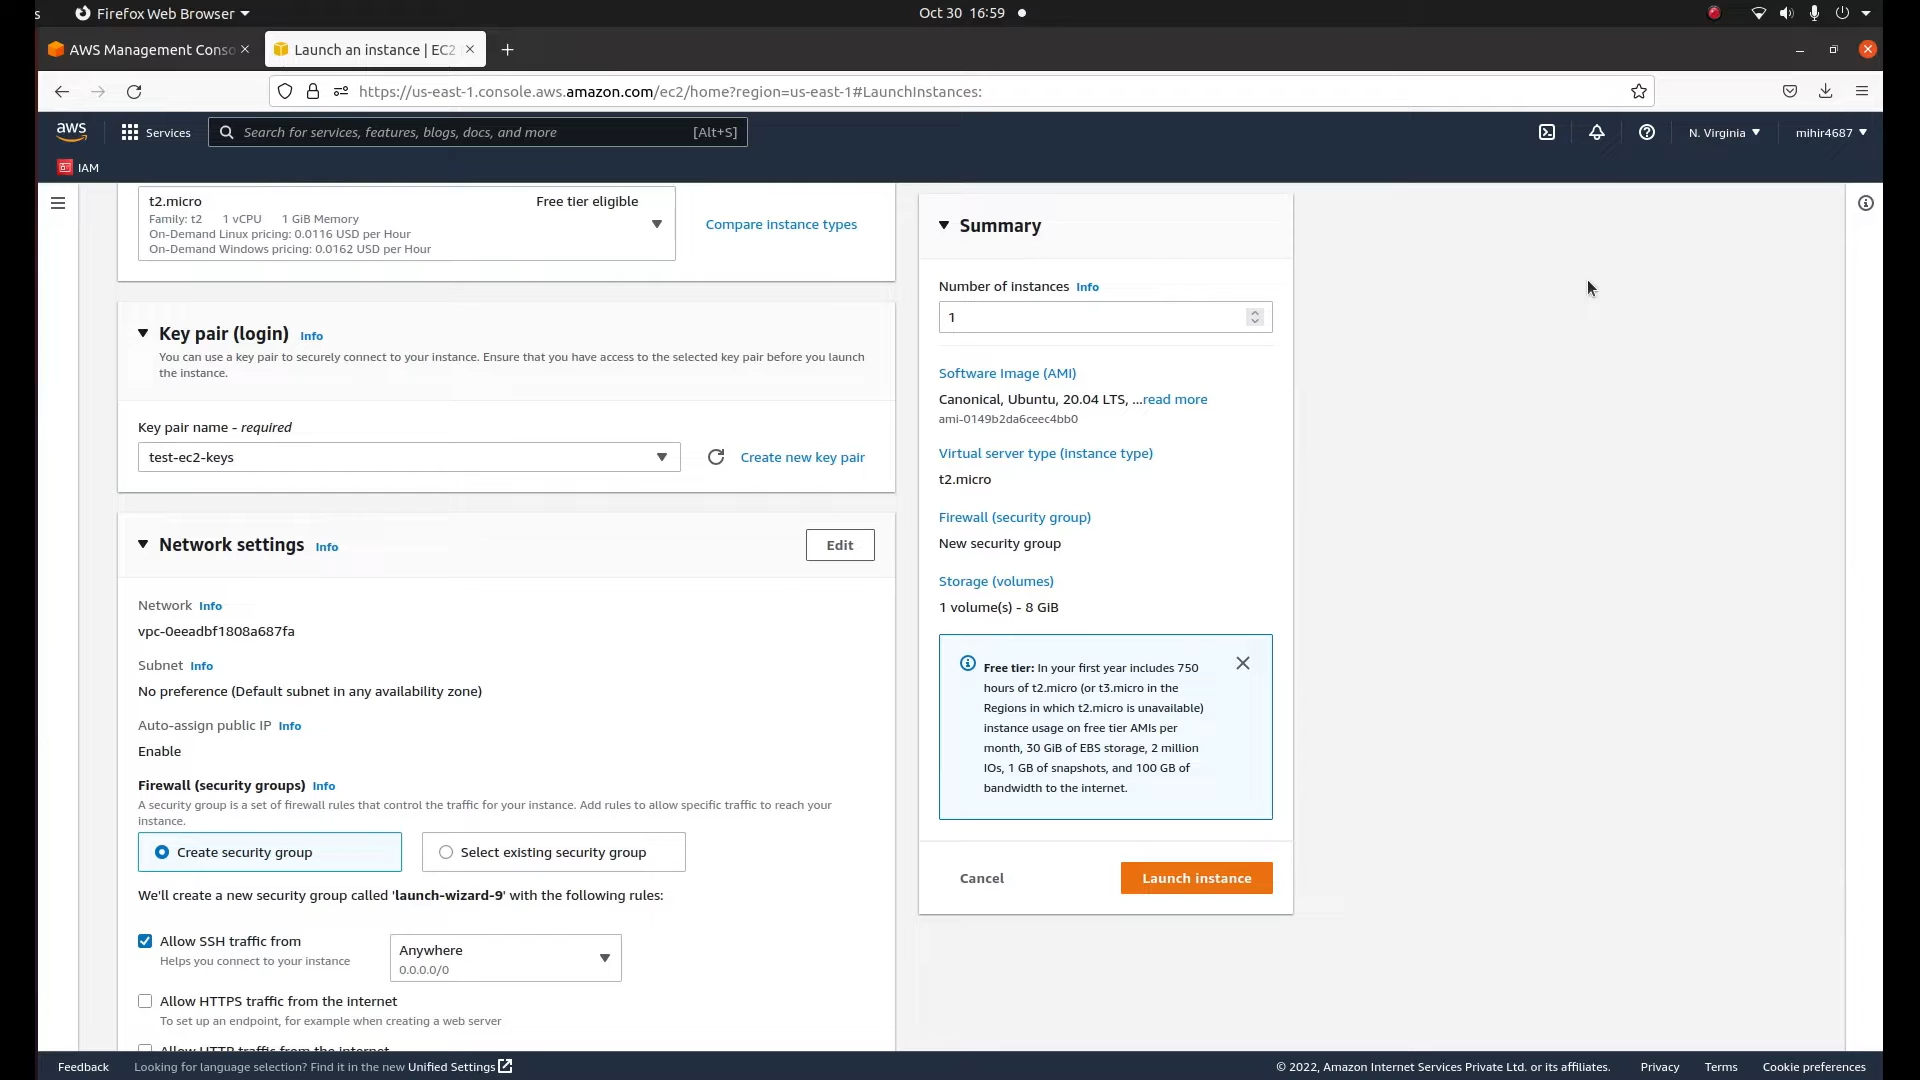 s
Firefox Web Browser
Oct 30 16:59
AWS Management Conso
Launch an instance | EC2
https://us-east-1.console.aws.amazon.com/ec2/home?region=us-east-1#LaunchInstances:
aws
Services
Search for services, features, blogs, docs, and more
[Alt+S]
N. Virginia
mihir4687
IAM
t2.micro
Free tier eligible
Family: t2 1 vCPU 1 GiB Memory
On-Demand Linux pricing: 0.0116 USD per Hour
On-Demand Windows pricing: 0.0162 USD per Hour
Compare instance types
Key pair (login) Info
You can use a key pair to securely connect to your instance. Ensure that you have access to the selected key pair before you launch
the instance.
Key pair name - required
test-ec2-keys
Create new key pair
Network settings Info
Edit
Network Info
vpc-0eeadbf1808a687fa
Subnet Info
No preference (Default subnet in any availability zone)
Auto-assign public IP Info
Enable
Firewall (security groups) Info
A security group is a set of firewall rules that control the traffic for your instance. Add rules to allow specific traffic to reach your
instance.
Create security group
Select existing security group
We'll create a new security group called 'launch-wizard-9' with the following rules:
Allow SSH traffic from
Helps you connect to your instance
Anywhere
0.0.0.0/0
Allow HTTPS traffic from the internet
To set up an endpoint, for example when creating a web server
Allow HTTP traffic from the internet
Summary
Number of instances Info
1
Software Image (AMI)
Canonical, Ubuntu, 20.04 LTS, ...read more
ami-0149b2da6ceec4bb0
Virtual server type (instance type)
t2.micro
Firewall (security group)
New security group
Storage (volumes)
1 volume(s) - 8 GiB
Free tier: In your first year includes 750
hours of t2.micro (or t3.micro in the
Regions in which t2.micro is unavailable)
instance usage on free tier AMIs per
month, 30 GiB of EBS storage, 2 million
IOs, 1 GB of snapshots, and 100 GB of
bandwidth to the internet.
Cancel
Launch instance
Feedback
Looking for language selection? Find it in the new Unified Settings
© 2022, Amazon Internet Services Private Ltd. or its affiliates.
Privacy
Terms
Cookie preferences